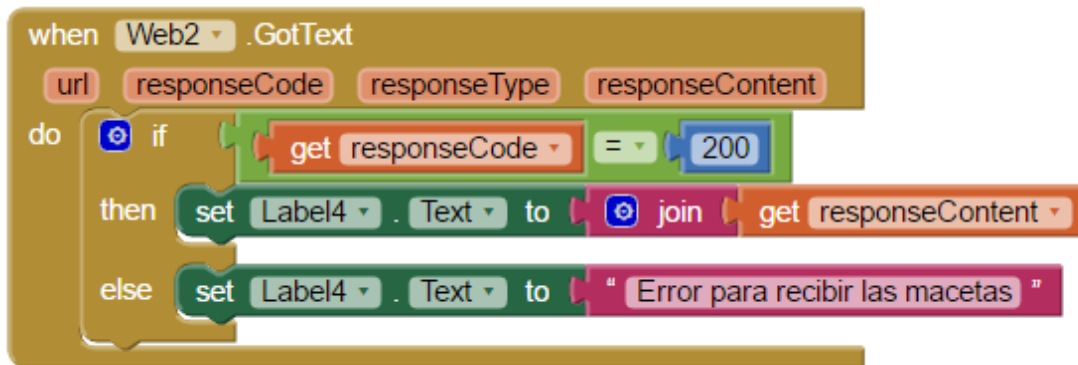 when Web2 .GotText
url responseCode responseType responseContent
do if get responseCode = 200
then set Label4 . Text to join get responseContent
else set Label4 . Text to " Error para recibir las macetas "